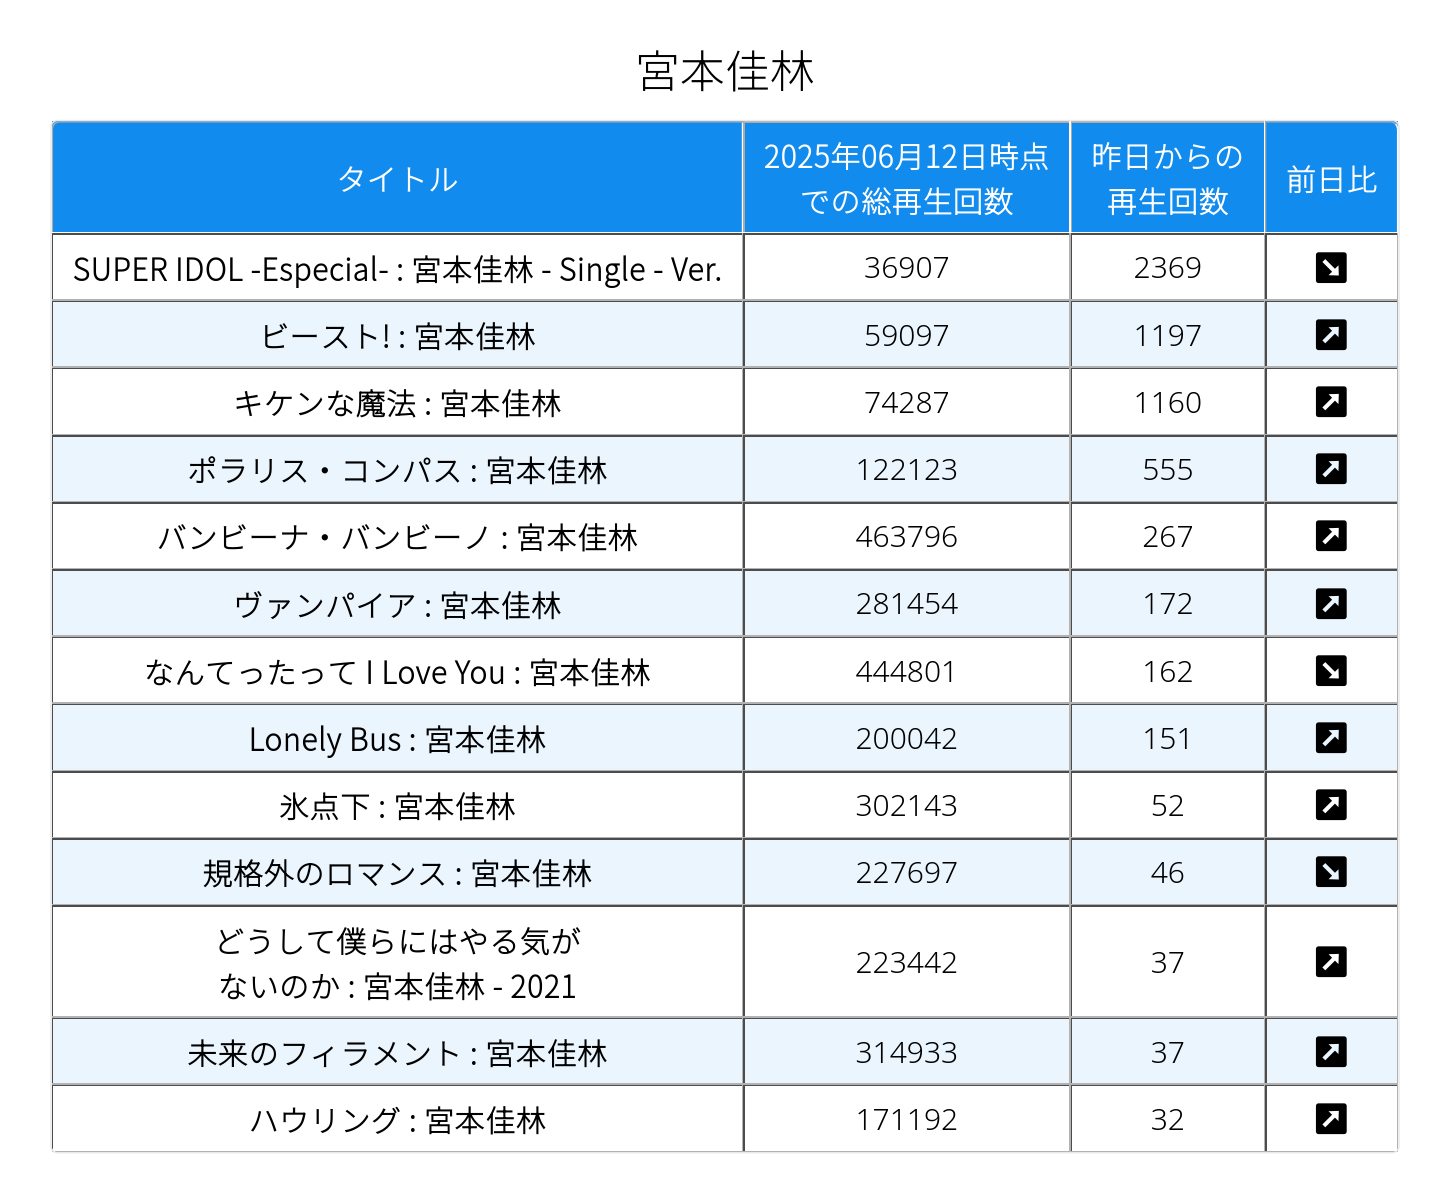 宮本佳林
タイトル
2025年06月12日時点
での総再生回数
昨日からの
再生回数
前日比
SUPER IDOL -Especial- : 宮本佳林 - Single - Ver.
36907
2369
ビースト! : 宮本佳林
59097
1197
キケンな魔法 : 宮本佳林
74287
1160
ポラリス・コンパス : 宮本佳林
122123
555
バンビーナ・バンビーノ : 宮本佳林
463796
267
ヴァンパイア : 宮本佳林
281454
172
なんてったって I Love You : 宮本佳林
444801
162
Lonely Bus : 宮本佳林
200042
151
氷点下 : 宮本佳林
302143
52
規格外のロマンス : 宮本佳林
227697
46
どうして僕らにはやる気が
ないのか : 宮本佳林 - 2021
223442
37
未来のフィラメント : 宮本佳林
314933
37
ハウリング : 宮本佳林
171192
32